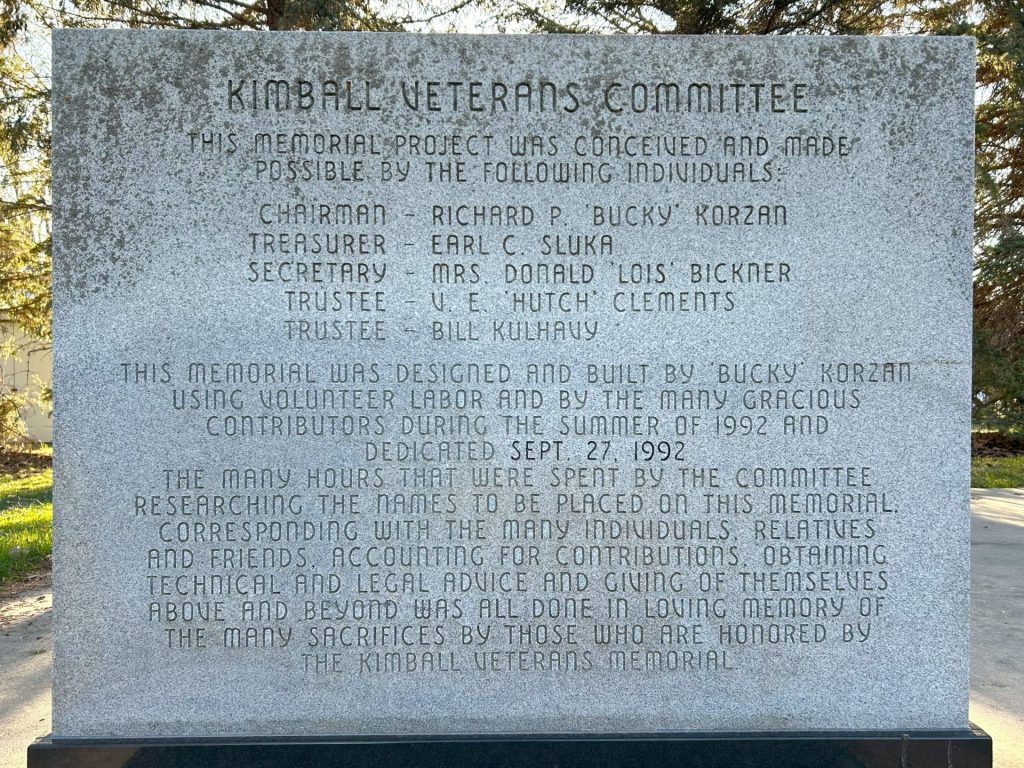 KIMBALL VETERANS COMMITTEE
THIS MEMORIAL PROJECT WAS CONCEIVED AND MADE
POSSIBLE BY THE FOLLOWING INDIVIDUALS:
CHAIRMAN - RICHARD P. 'BUCKY' KORZAN
TREASURER - EARL C. SLUKA
SECRETARY - MRS. DONALD 'LOIS' BICKNER
TRUSTEE - V. E. 'HUTCH' CLEMENTS
TRUSTEE - BILL KULHAVY
THIS MEMORIAL WAS DESIGNED AND BUILT BY 'BUCKY' KORZAN
USING VOLUNTEER LABOR AND BY THE MANY GRACIOUS
CONTRIBUTORS DURING THE SUMMER OF 1992 AND
DEDICATED SEPT. 27, 1992
THE MANY HOURS THAT WERE SPENT BY THE COMMITTEE
RESEARCHING THE NAMES TO BE PLACED ON THIS MEMORIAL,
CORRESPONDING WITH THE MANY INDIVIDUALS, RELATIVES
AND FRIENDS, ACCOUNTING FOR CONTRIBUTIONS, OBTAINING
TECHNICAL AND LEGAL ADVICE AND GIVING OF THEMSELVES
ABOVE AND BEYOND WAS ALL DONE IN LOVING MEMORY OF
THE MANY SACRIFICES BY THOSE WHO ARE HONORED BY
THE KIMBALL VETERANS MEMORIAL